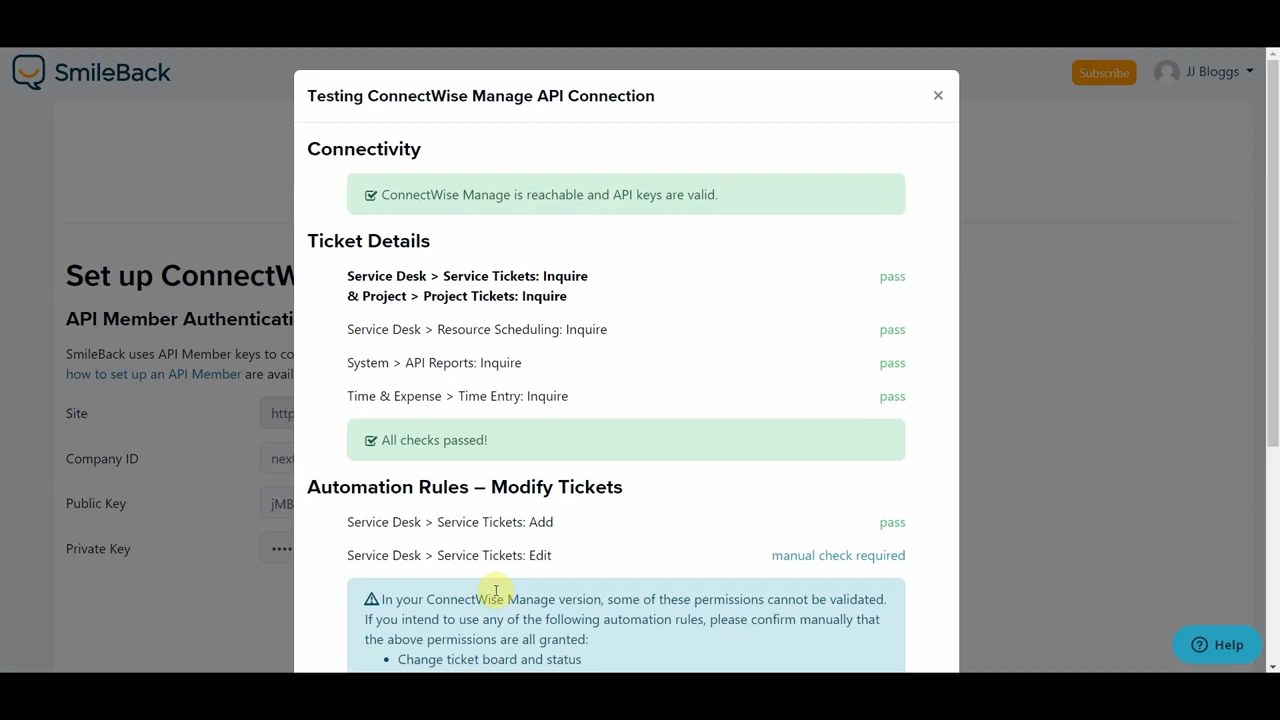 SmileBack
Subscribe
JJ Bloggs
Testing ConnectWise Manage API Connection
×
Connectivity
ConnectWise Manage is reachable and API keys are valid.
Ticket Details
Service Desk > Service Tickets: Inquire
& Project > Project Tickets: Inquire
pass
Service Desk > Resource Scheduling: Inquire
pass
System > API Reports: Inquire
pass
Time & Expense > Time Entry: Inquire
pass
All checks passed!
Automation Rules – Modify Tickets
Service Desk > Service Tickets: Add
pass
Service Desk > Service Tickets: Edit
manual check required
In your ConnectWise Manage version, some of these permissions cannot be validated.
If you intend to use any of the following automation rules, please confirm manually that
the above permissions are all granted:
• Change ticket board and status
Set up ConnectW
API Member Authenticati
SmileBack uses API Member keys to co
how to set up an API Member are avai
Site
http
Company ID
nex
Public Key
jMB
Private Key
••••
Help